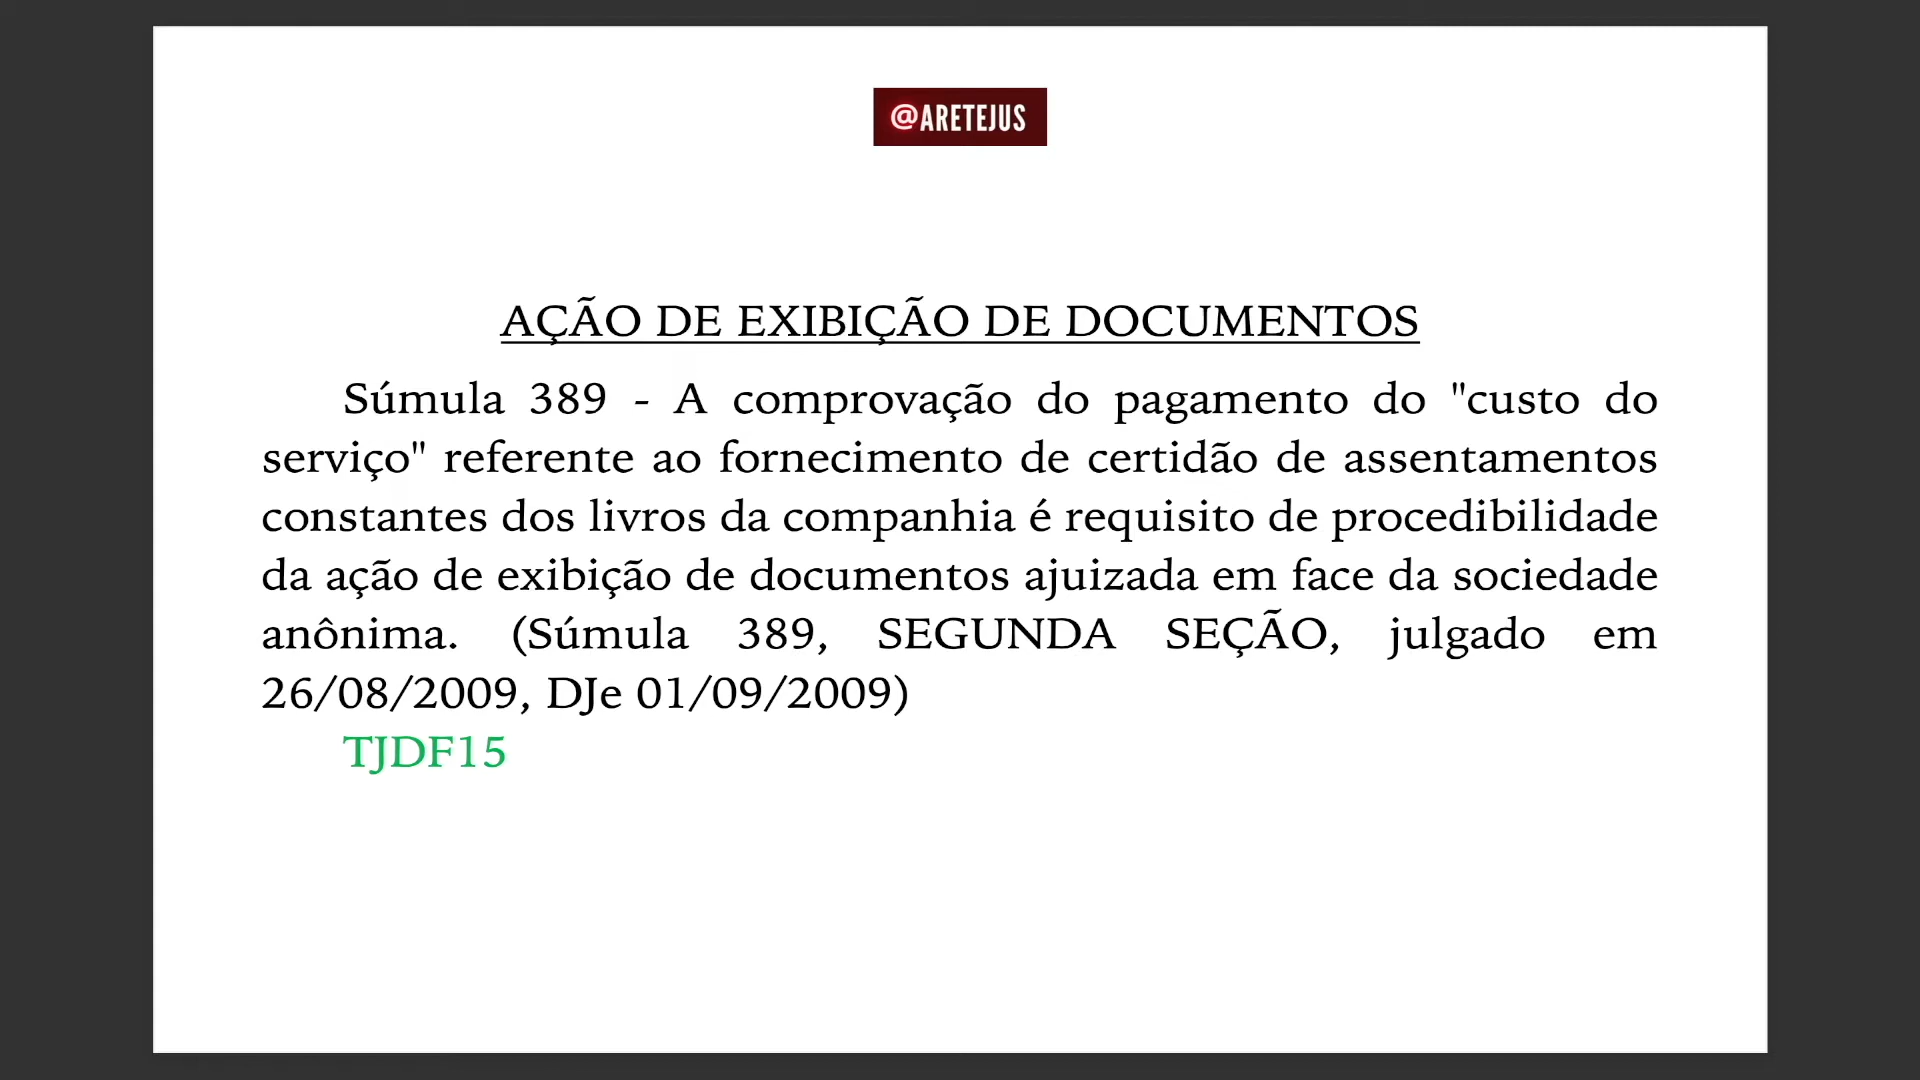 @ARETEJUS
AÇÃO DE EXIBIÇÃO DE DOCUMENTOS
Súmula 389 - A comprovação do pagamento do "custo do
serviço" referente ao fornecimento de certidão de assentamentos
constantes dos livros da companhia é requisito de procedibilidade
da ação de exibição de documentos ajuizada em face da sociedade
anônima. (Súmula 389, SEGUNDA SEÇÃO, julgado em
26/08/2009, DJe 01/09/2009)
TJDF15